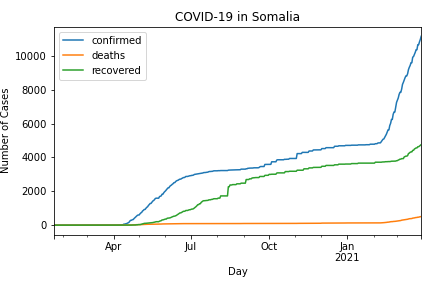 COVID-19 in Somalia
confirmed
deaths
recovered
Number of Cases
10000
8000
6000
4000
2000
0
Apr
Jul
Oct
Jan
2021
Day